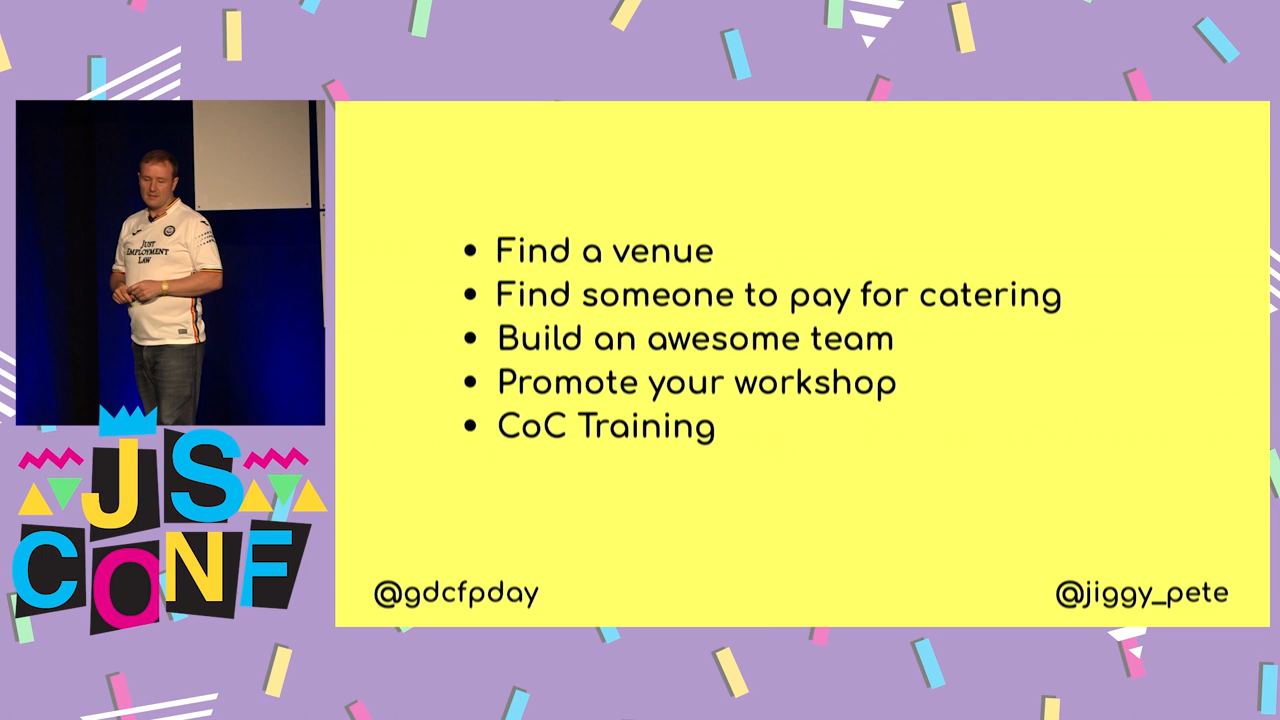 JUST
EMPLOYMENT
LAW
JS
CONF
Find a venue
Find someone to pay for catering
Build an awesome team
Promote your workshop
CoC Training
@gdcfpday
@jiggy_pete